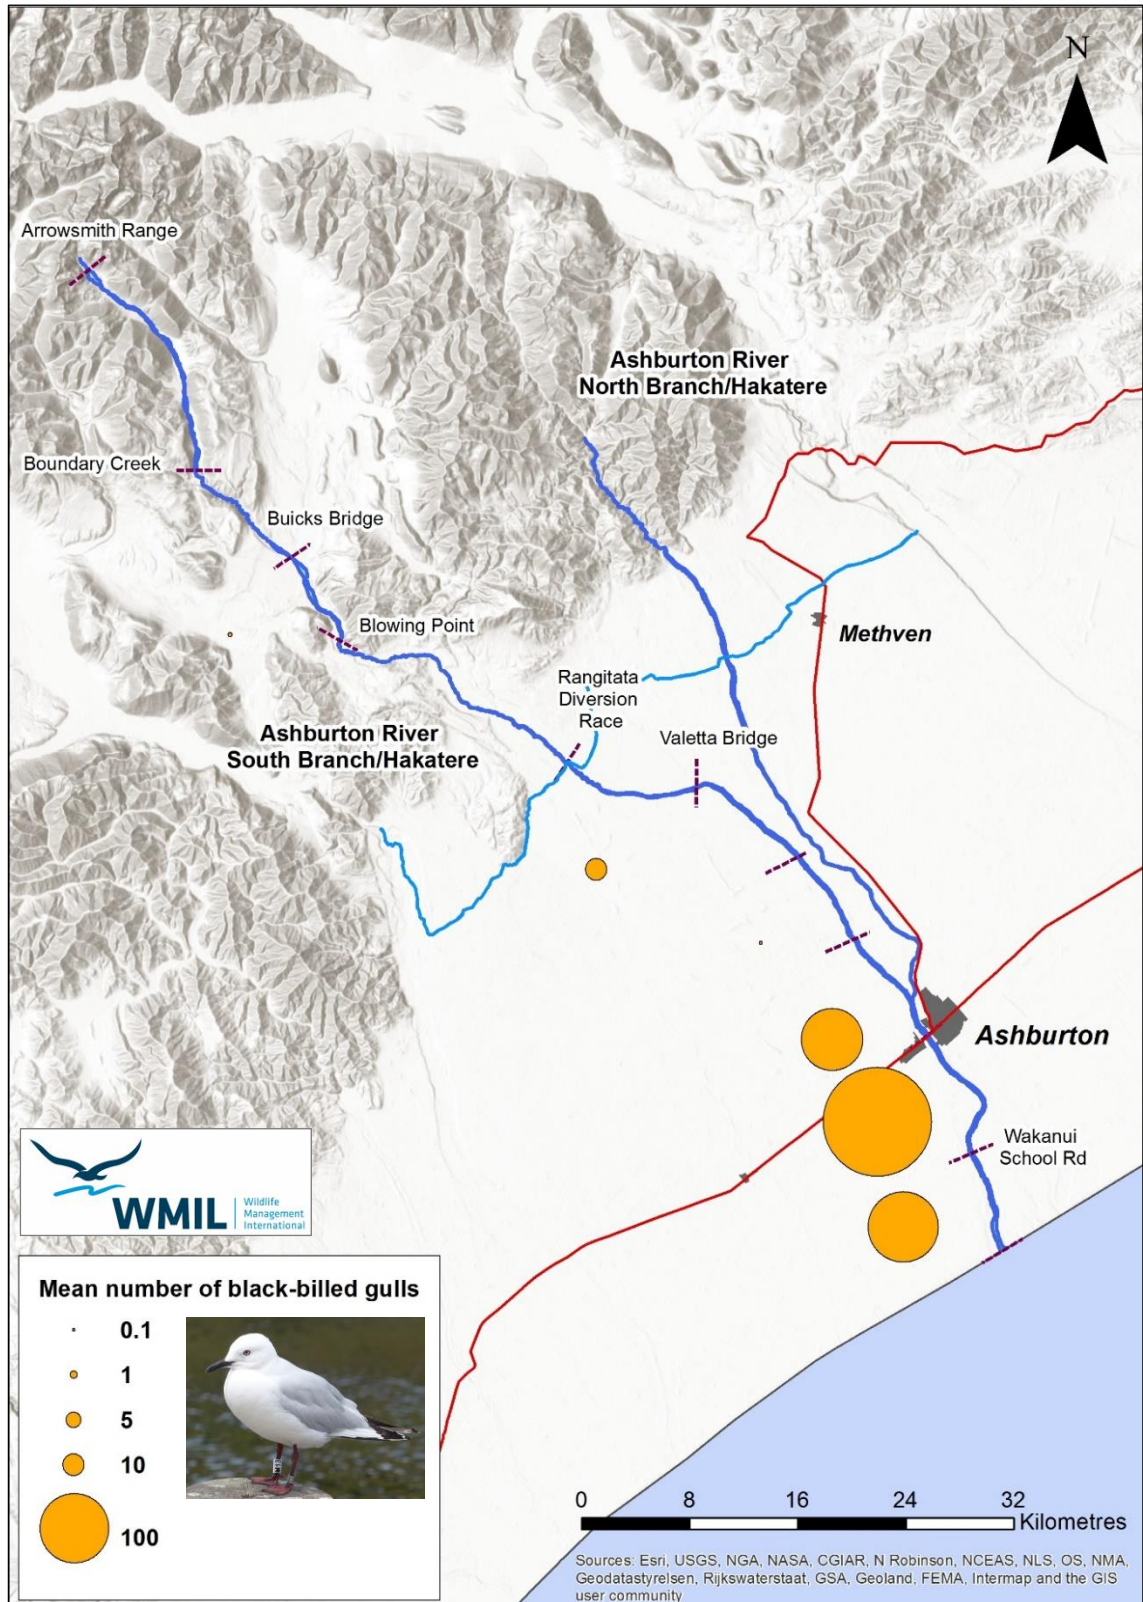 N
Arrowsmith Range
Ashburton River
North Branch/Hakatere
Boundary Creek
Buicks Bridge
Blowing Point
Methven
Rangitata
Diversion
Race
Ashburton River
South Branch/Hakatere
Valetta Bridge
Ashburton
Wakanui
School Rd
WMIL
Wildlife
Management
International
Mean number of black-billed gulls
0.1
1
5
10
100
0 8 16 24 32
Kilometres
Sources: Esri, USGS, NGA, NASA, CGIAR, N Robinson, NCEAS, NLS, OS, NMA,
Geodatastyrelsen, Rijkswaterstaat, GSA, Geoland, FEMA, Intermap and the GIS
user community